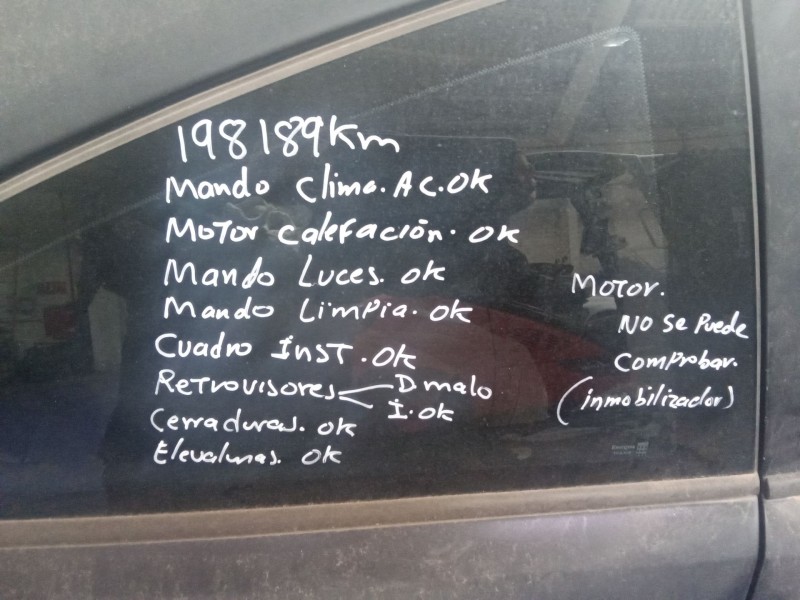 198189Km
Mando Clima. AC. OK
Motor Calefación. OK
Mando Luces. OK
Mando Limpia. OK
Cuadro Inst. OK
Retrovisores D malo
I. OK
Cerraduras. OK
Elevalunas. OK
Motor.
No se Puede
Comprobar.
(inmobilizador)